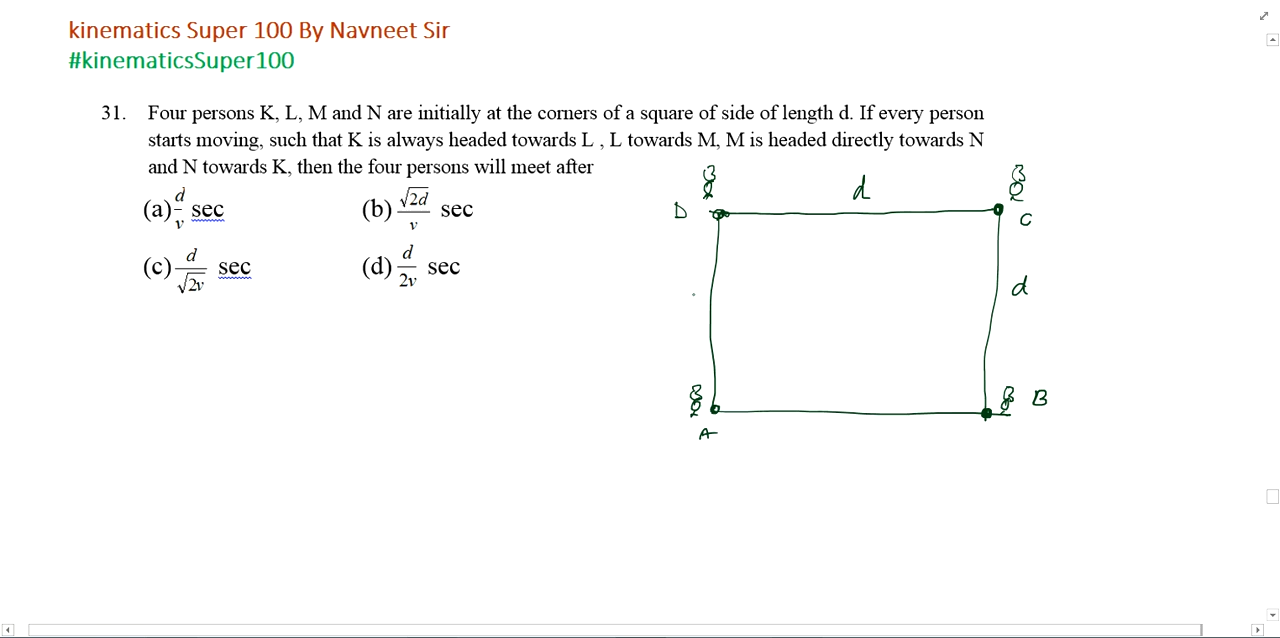 kinematics Super 100 By Navneet Sir
#kinematicsSuper100
31. Four persons K, L, M and N are initially at the corners of a square of side of length d. If every person
starts moving, such that K is always headed towards L , L towards M, M is headed directly towards N
and N towards K, then the four persons will meet after
(a) d/v sec (b) √2d/v sec
(c) d/√2v sec (d) d/2v sec
d
D
C
d
B
A